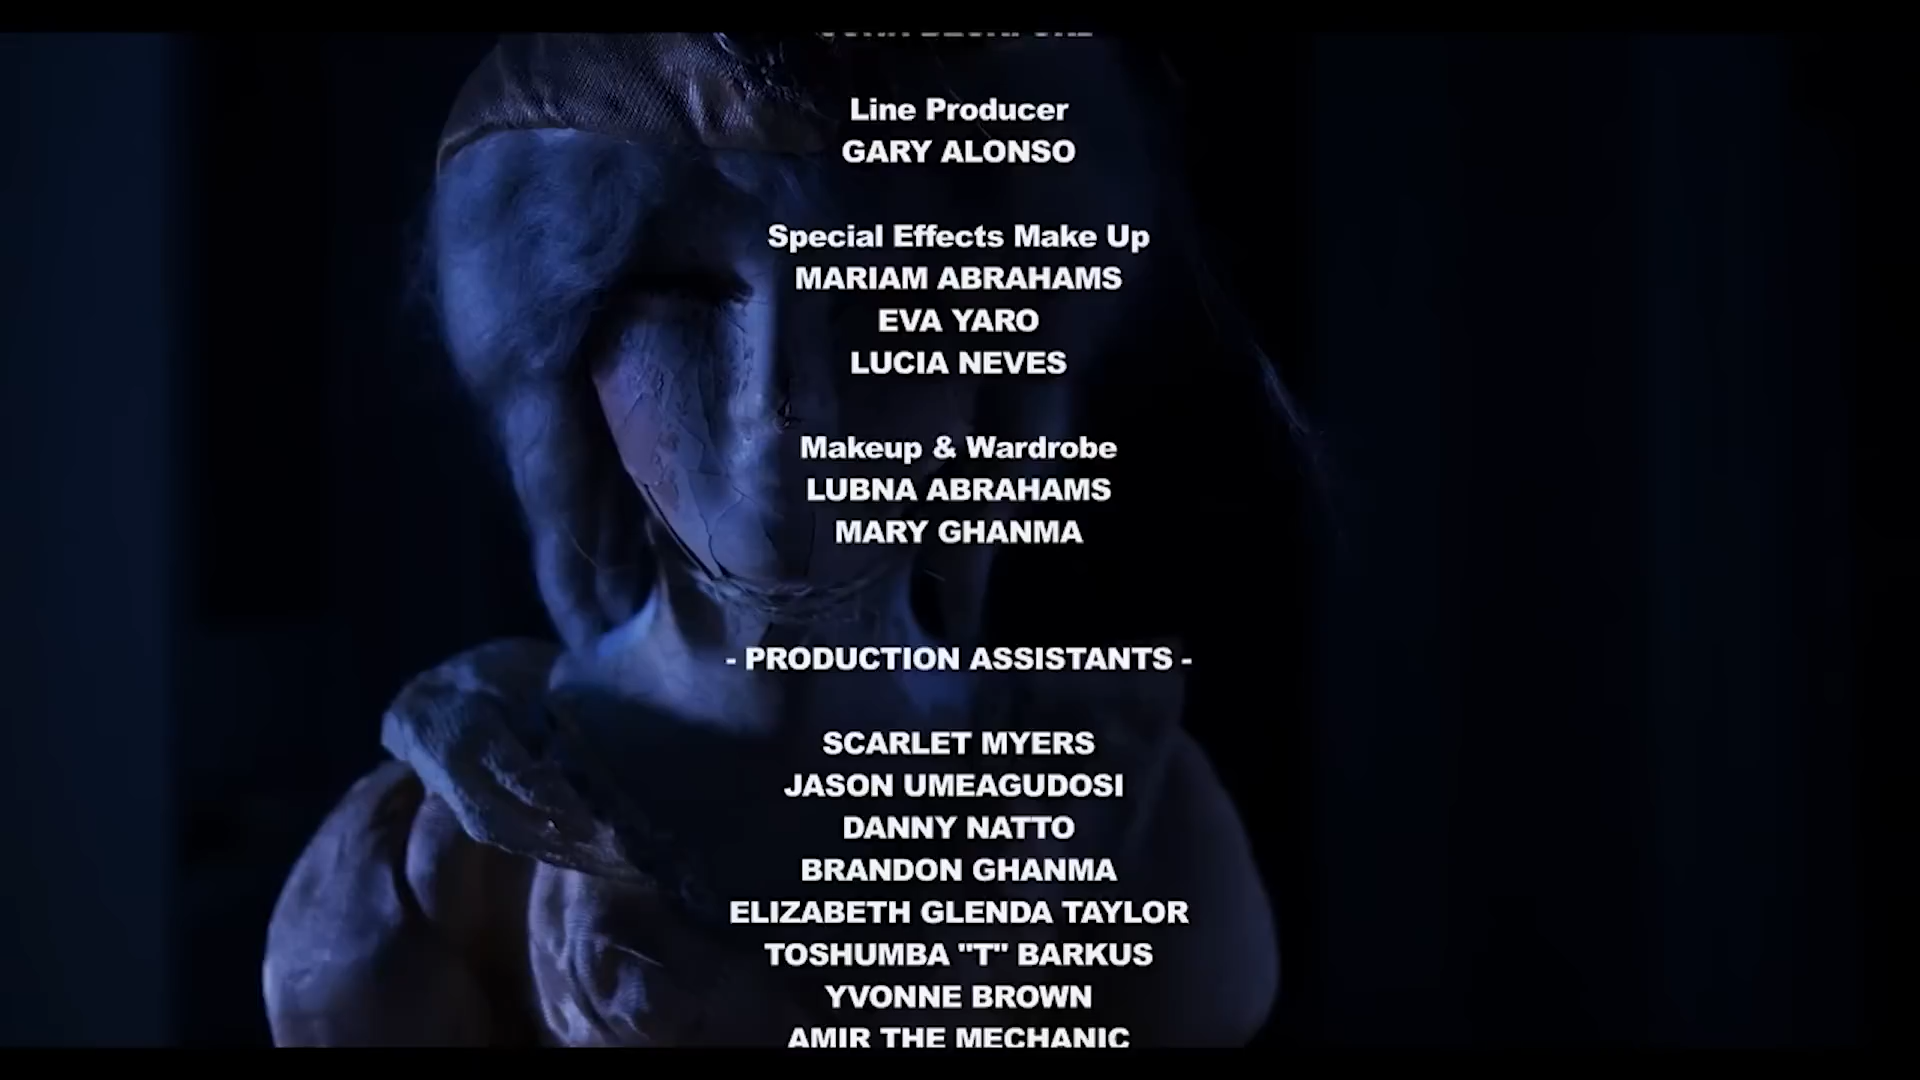 Line Producer
GARY ALONSO
Special Effects Make Up
MARIAM ABRAHAMS
EVA YARO
LUCIA NEVES
Makeup & Wardrobe
LUBNA ABRAHAMS
MARY GHANMA
- PRODUCTION ASSISTANTS -
SCARLET MYERS
JASON UMEAGUDOSI
DANNY NATTO
BRANDON GHANMA
ELIZABETH GLENDA TAYLOR
TOSHUMBA "T" BARKUS
YVONNE BROWN
AMIR THE MECHANIC